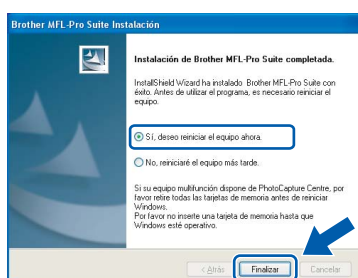 Brother MFL-Pro Suite Instalación
Instalación de Brother MFL-Pro Suite completada.
InstallShield Wizard ha instalado Brother MFL-Pro Suite con
éxito. Antes de utilizar el programa, es necesario reiniciar el
equipo.
Sí, deseo reiniciar el equipo ahora.
No, reiniciaré el equipo más tarde.
Si su equipo multifunción dispone de PhotoCapture Centre, por
favor retire todas las tarjetas de memoria antes de reiniciar
Windows.
Por favor no inserte una tarjeta de memoria hasta que
Windows esté operativo.
< Atrás
Finalizar
Cancelar